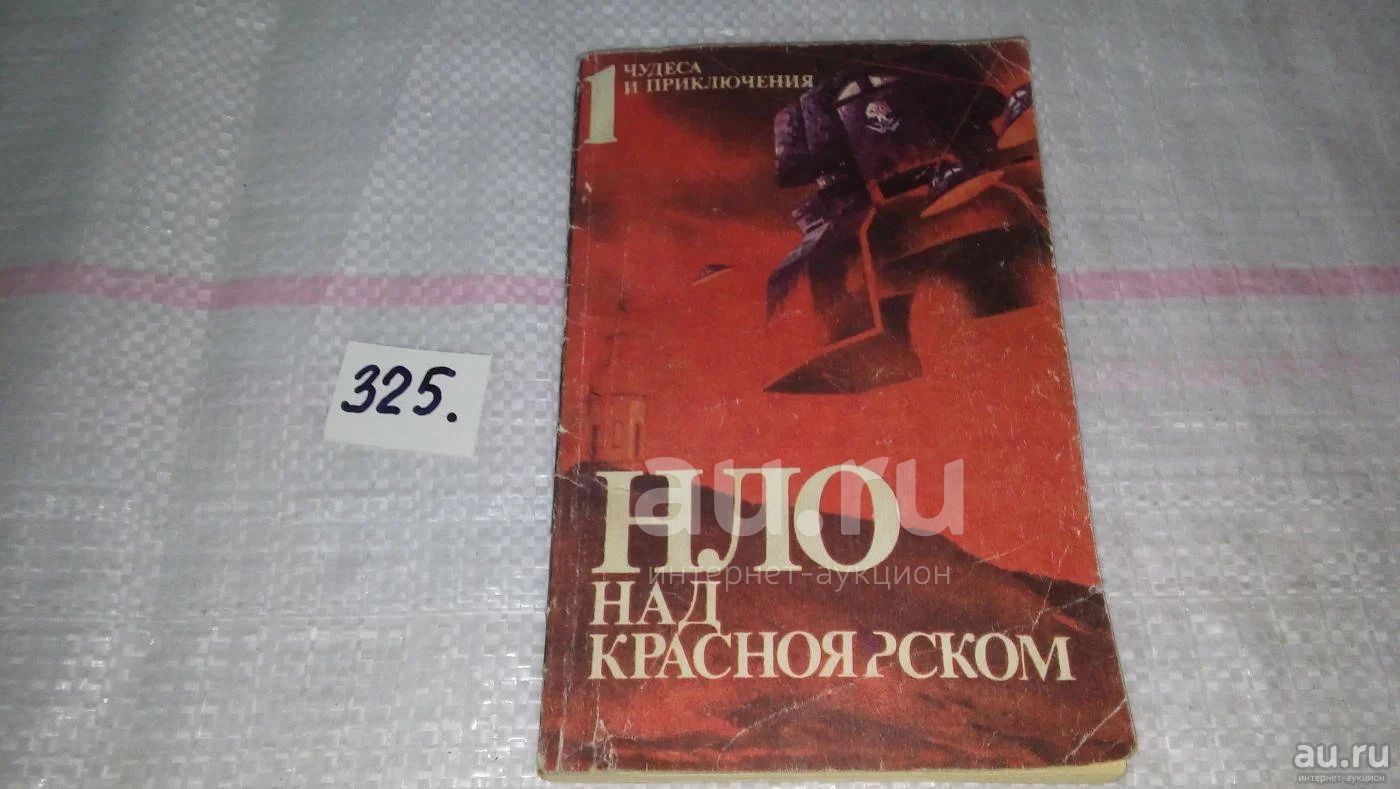 1
ЧУДЕСА
И ПРИКЛЮЧЕНИЯ
325.
НЛО
НАД
КРАСНОЯРСКОМ
au.ru
интернет-аукцион
au.ru
интернет-аукцион